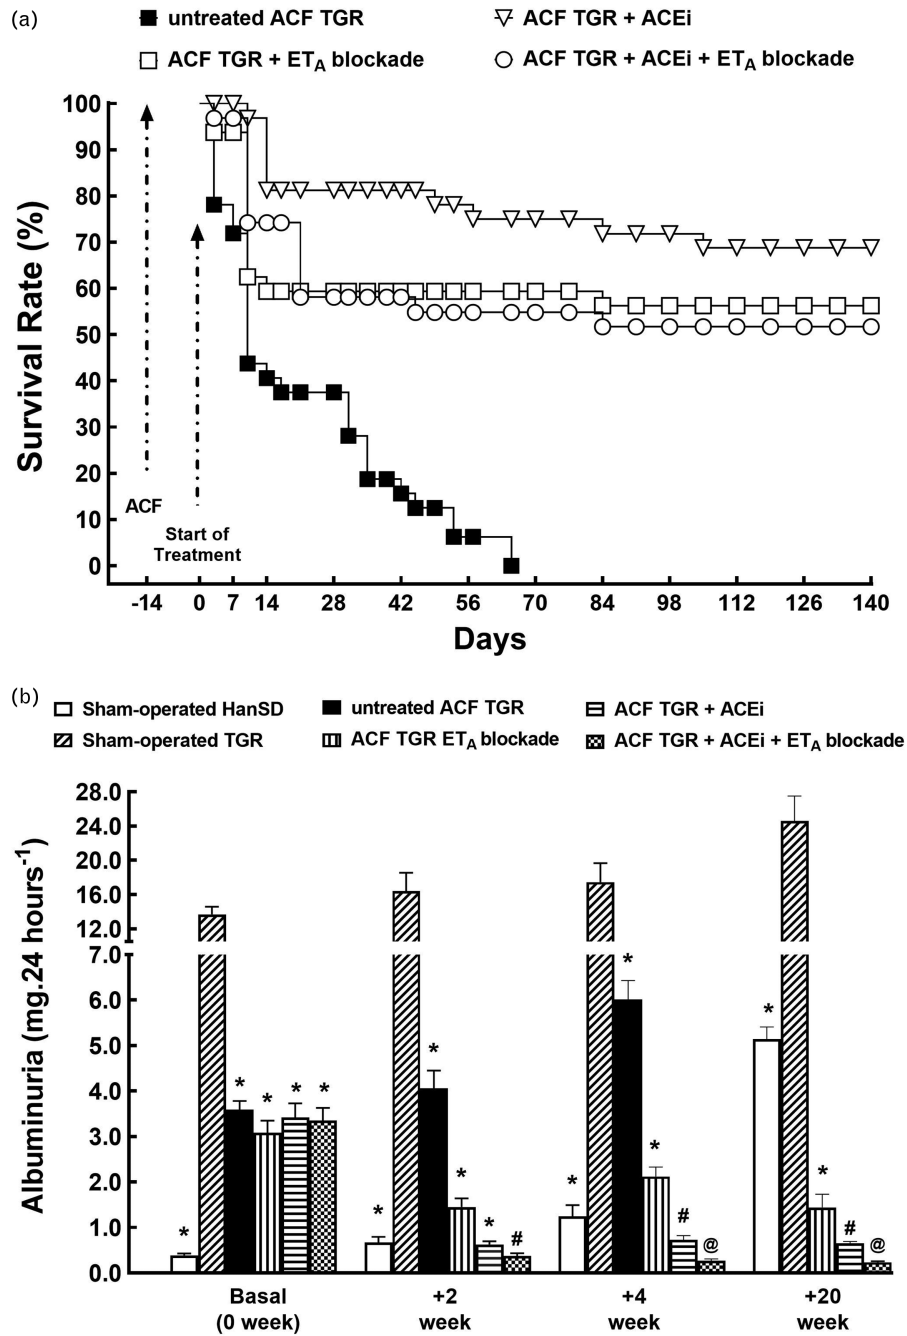 (a)
untreated ACF TGR
ACF TGR + ACEi
ACF TGR + ETA blockade
ACF TGR + ACEi + ETA blockade
100
90
80
70
60
50
40
30
20
10
0
Survival Rate (%)
ACF
Start of
Treatment
-14 0 7 14 28 42 56 70 84 98 112 126 140
Days
(b)
Sham-operated HanSD
untreated ACF TGR
ACF TGR + ACEi
Sham-operated TGR
ACF TGR ETA blockade
ACF TGR + ACEi + ETA blockade
28.0
24.0
20.0
16.0
12.0
7.0
6.0
5.0
4.0
3.0
2.0
1.0
0.0
Albuminuria (mg.24 hours-1)
* * * * *
* * * * #
* * * # @
* * # @
Basal
(0 week)
+2
week
+4
week
+20
week